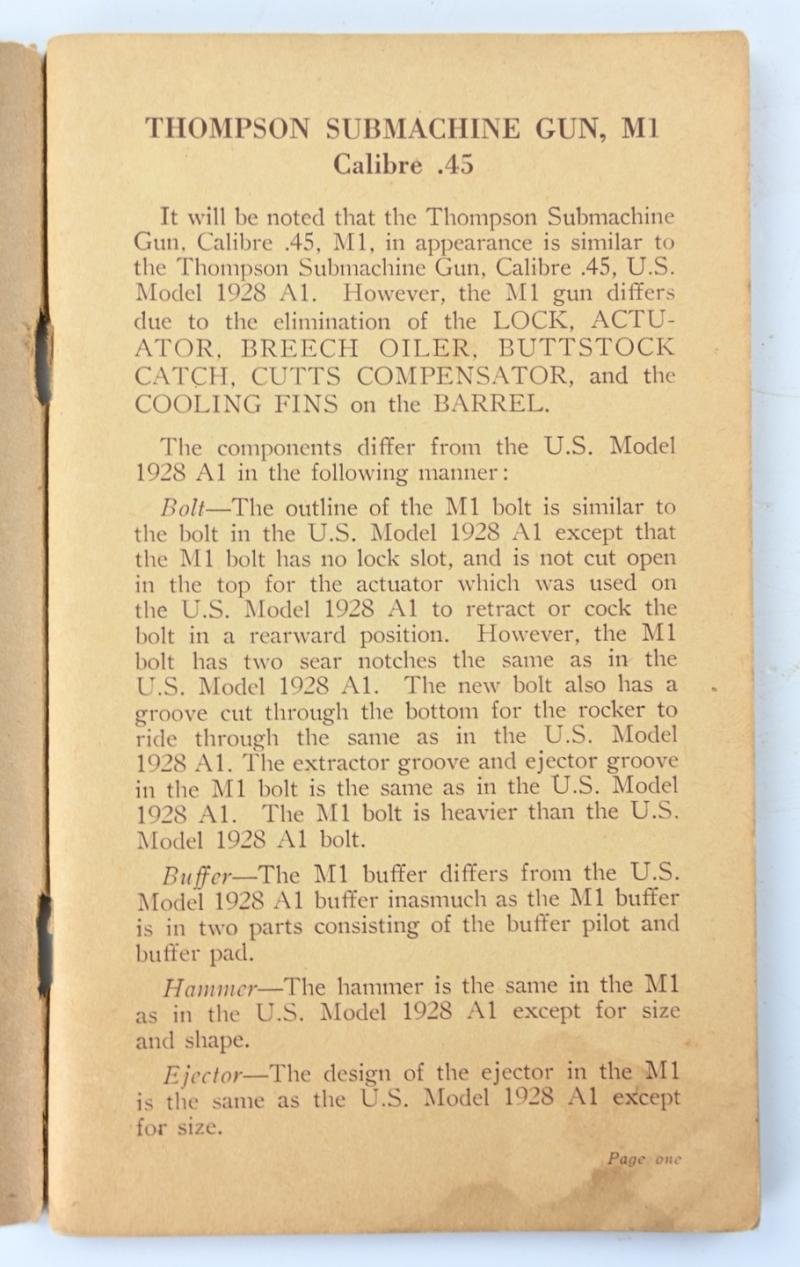 THOMPSON SUBMACHINE GUN, M1
Calibre .45
It will be noted that the Thompson Submachine
Gun, Calibre .45, M1, in appearance is similar to
the Thompson Submachine Gun, Calibre .45, U.S.
Model 1928 A1. However, the M1 gun differs
due to the elimination of the LOCK, ACTU-
ATOR, BREECH OILER, BUTTSTOCK
CATCH, CUTTS COMPENSATOR, and the
COOLING FINS on the BARREL.
The components differ from the U.S. Model
1928 A1 in the following manner:
Bolt—The outline of the M1 bolt is similar to
the bolt in the U.S. Model 1928 A1 except that
the M1 bolt has no lock slot, and is not cut open
in the top for the actuator which was used on
the U.S. Model 1928 A1 to retract or cock the
bolt in a rearward position. However, the M1
bolt has two sear notches the same as in the
U.S. Model 1928 A1. The new bolt also has a
groove cut through the bottom for the rocker to
ride through the same as in the U.S. Model
1928 A1. The extractor groove and ejector groove
in the M1 bolt is the same as in the U.S. Model
1928 A1. The M1 bolt is heavier than the U.S.
Model 1928 A1 bolt.
Buffer—The M1 buffer differs from the U.S.
Model 1928 A1 buffer inasmuch as the M1 buffer
is in two parts consisting of the buffer pilot and
buffer pad.
Hammer—The hammer is the same in the M1
as in the U.S. Model 1928 A1 except for size
and shape.
Ejector—The design of the ejector in the M1
is the same as the U.S. Model 1928 A1 except
for size.
Page one